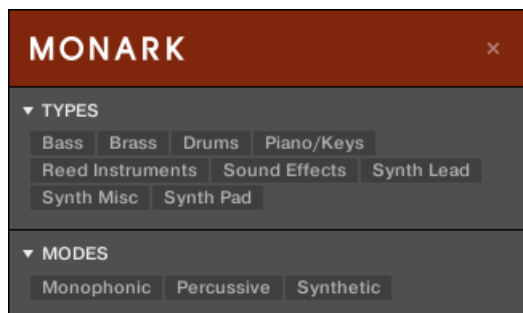 MONARK ×
▼ TYPES
Bass Brass Drums Piano/Keys
Reed Instruments Sound Effects Synth Lead
Synth Misc Synth Pad
▼ MODES
Monophonic Percussive Synthetic